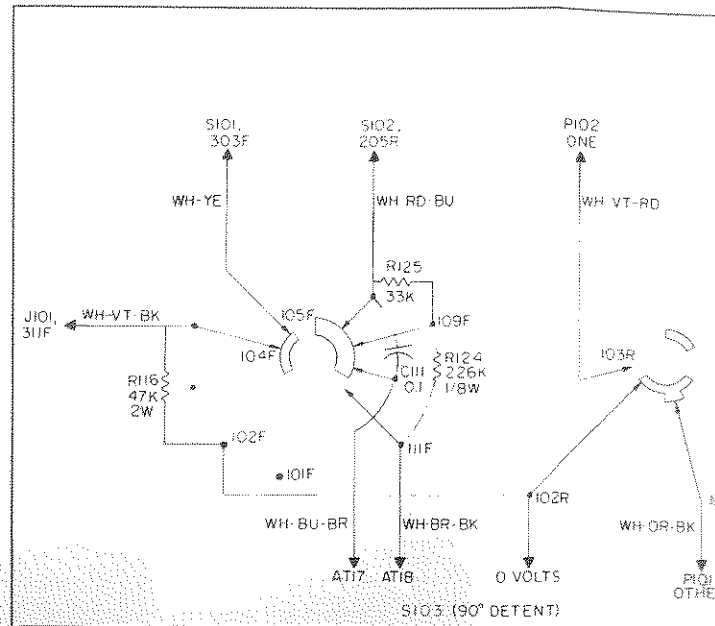 S101,
303F
S102,
205R
P102
ONE
WH-YE
WH RD-BU
WH VT-RD
R125
33K
J101,
311F
WH-VT-BK
105F
109F
104F
103R
R116
47K
2W
C111
0.1
R124
226K
1/8W
102F
111F
101F
102R
WH-BU-BR
WH-BR-BK
WH-OR-BK
AT17
AT18
0 VOLTS
P101
OTHE
S103 (90° DETENT)